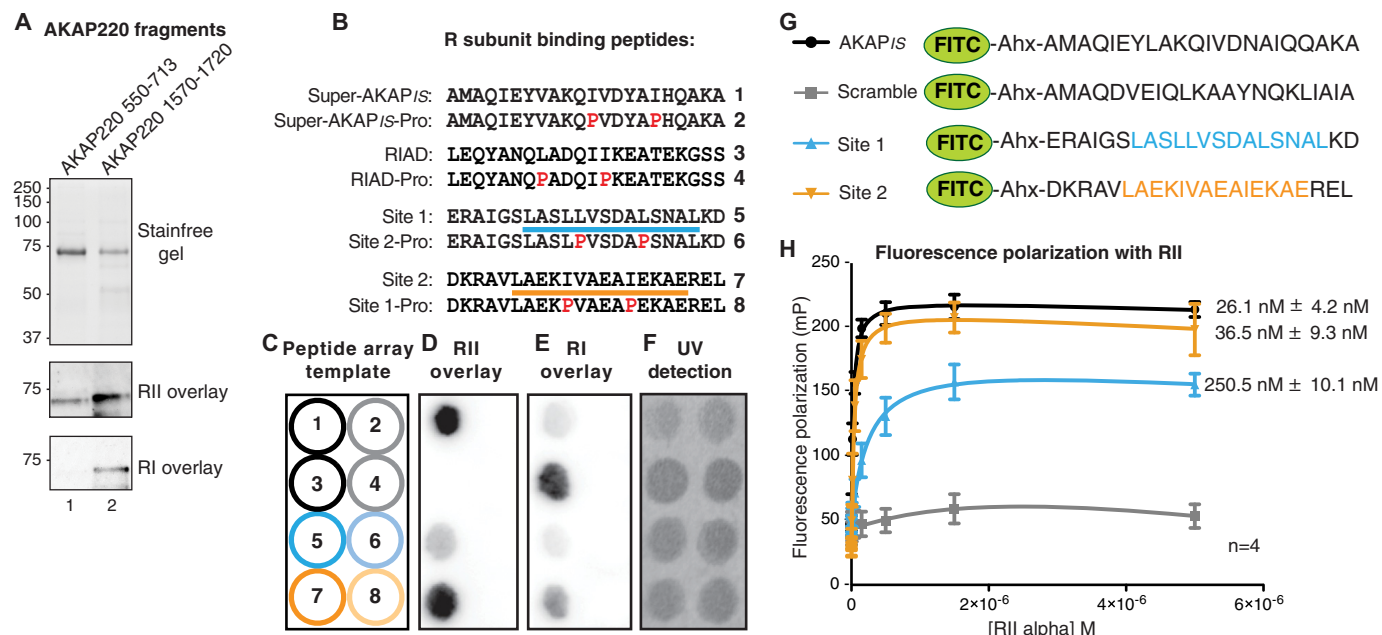 A
AKAP220 fragments
AKAP220 550-713
AKAP220 1570-1720
250
150
100
75
50
37
Stainfree
gel
75
RII overlay
75
RI overlay
1 2
B
R subunit binding peptides:
Super-AKAPIS: AMAQIEYVAKQIVDYAIHQAKA 1
Super-AKAPIS-Pro: AMAQIEYVAKQPVDYAPHQAKA 2
RIAD: LEQYANQLADQIIKEATEKGSS 3
RIAD-Pro: LEQYANQPADQIPKEATEKGSS 4
Site 1: ERAIGSLASLLVSDALSNALKD 5
Site 2-Pro: ERAIGSLASLPVSDAPSNALKD 6
Site 2: DKRAVLAEKIVAEAIEKAEREL 7
Site 1-Pro: DKRAVLAEKPVAEAPEKAEREL 8
C Peptide array
template
1 2
3 4
5 6
7 8
D RII
overlay
E RI
overlay
F UV
detection
G
AKAPIS FITC-Ahx-AMAQIEYLAKQIVDNAIQQAKA
Scramble FITC-Ahx-AMAQDVEIQLKAAYNQKLIAIA
Site 1 FITC-Ahx-ERAIGSLASLLVSDALSNALKD
Site 2 FITC-Ahx-DKRAVLAEKIVAEAIEKAEREL
H
Fluorescence polarization with RII
Fluorescence polarization (mP)
250
200
150
100
50
0
26.1 nM ± 4.2 nM
36.5 nM ± 9.3 nM
250.5 nM ± 10.1 nM
n=4
0 2×10⁻⁶ 4×10⁻⁶ 6×10⁻⁶
[RII alpha] M